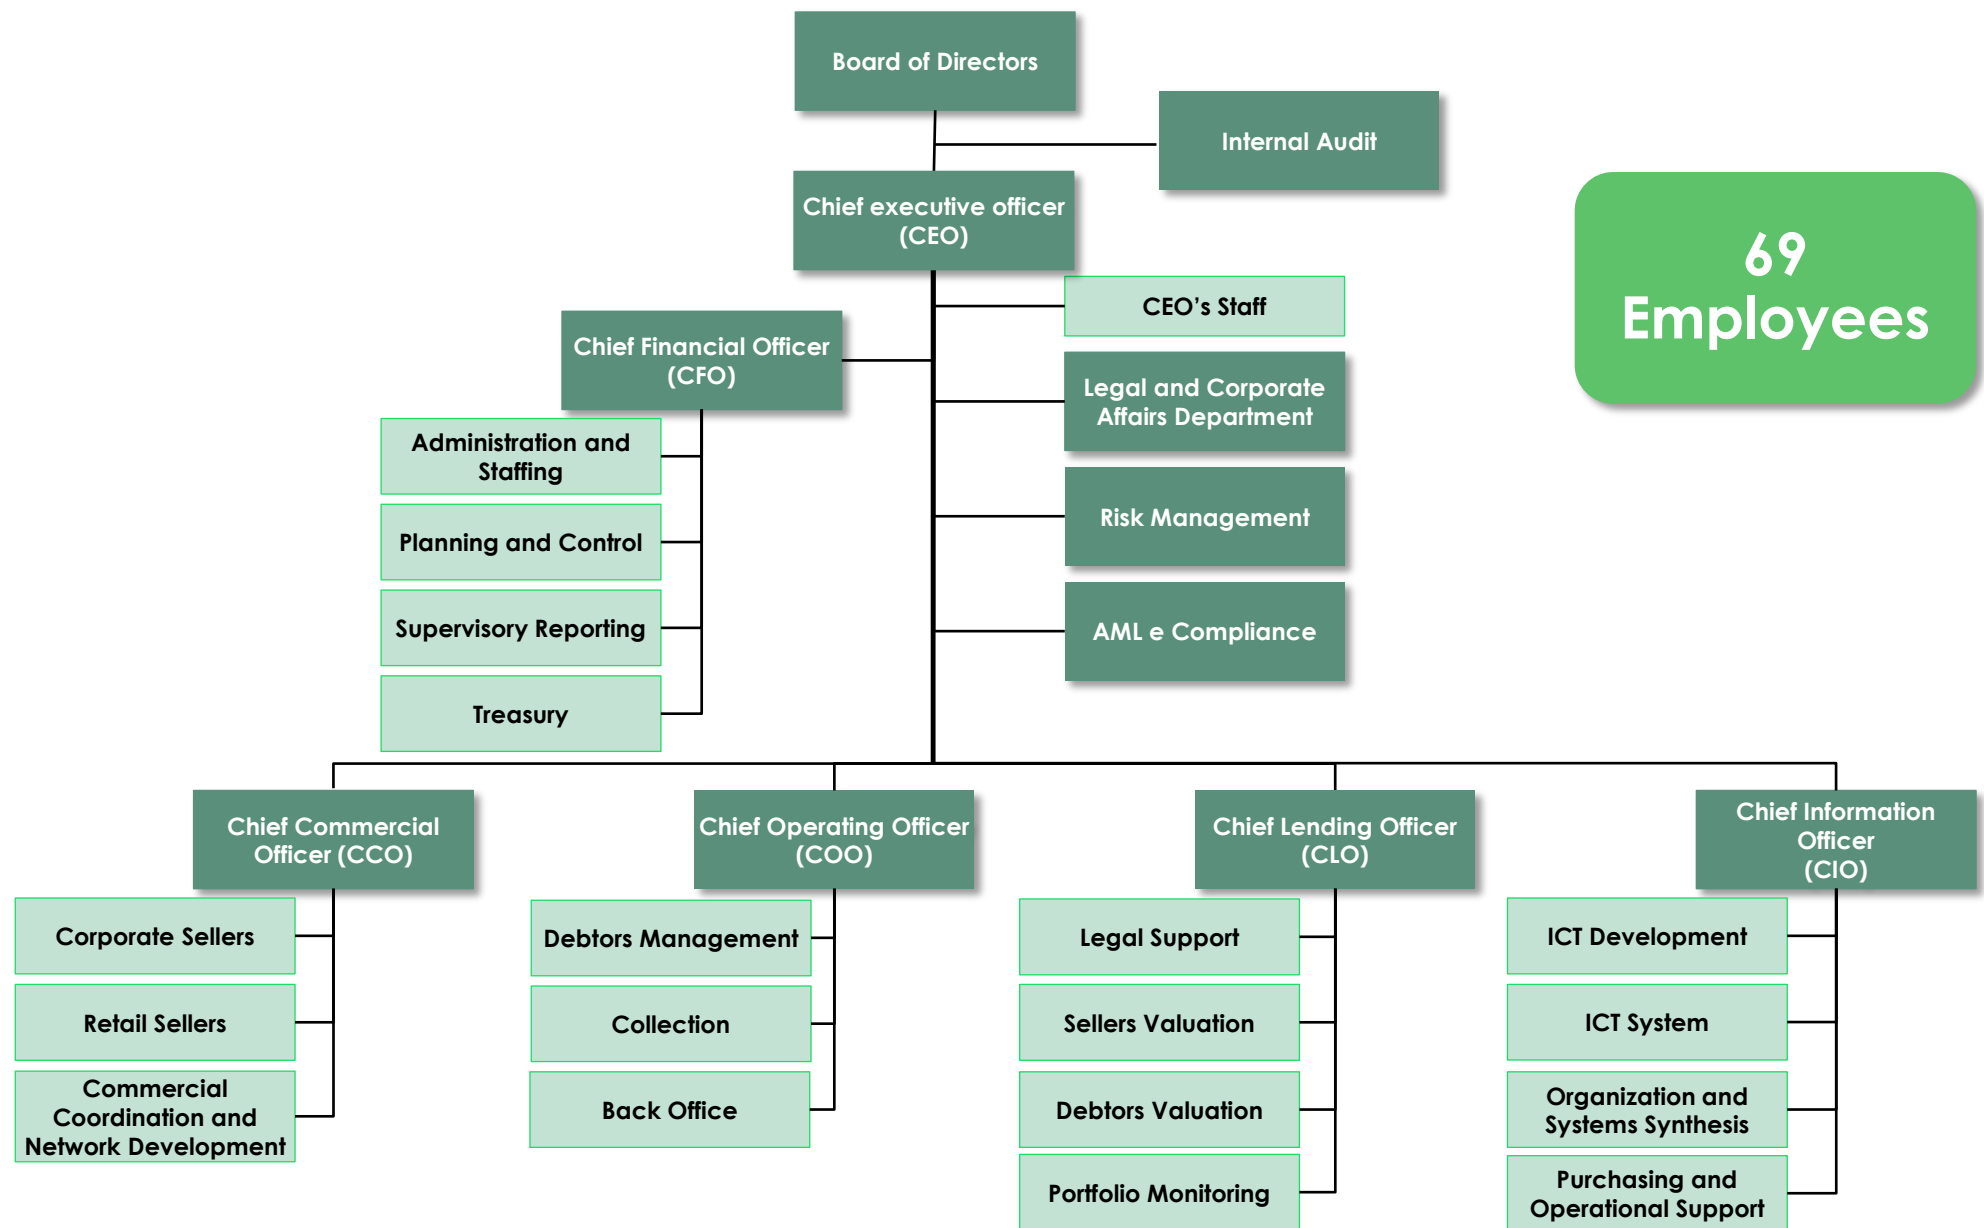 Board of Directors
Internal Audit
Chief executive officer
(CEO)
69
Employees
CEO’s Staff
Chief Financial Officer
(CFO)
Legal and Corporate
Affairs Department
Administration and
Staffing
Risk Management
Planning and Control
AML e Compliance
Supervisory Reporting
Treasury
Chief Commercial
Officer (CCO)
Corporate Sellers
Retail Sellers
Commercial
Coordination and
Network Development
Chief Operating Officer
(COO)
Debtors Management
Collection
Back Office
Chief Lending Officer
(CLO)
Legal Support
Sellers Valuation
Debtors Valuation
Portfolio Monitoring
Chief Information
Officer
(CIO)
ICT Development
ICT System
Organization and
Systems Synthesis
Purchasing and
Operational Support